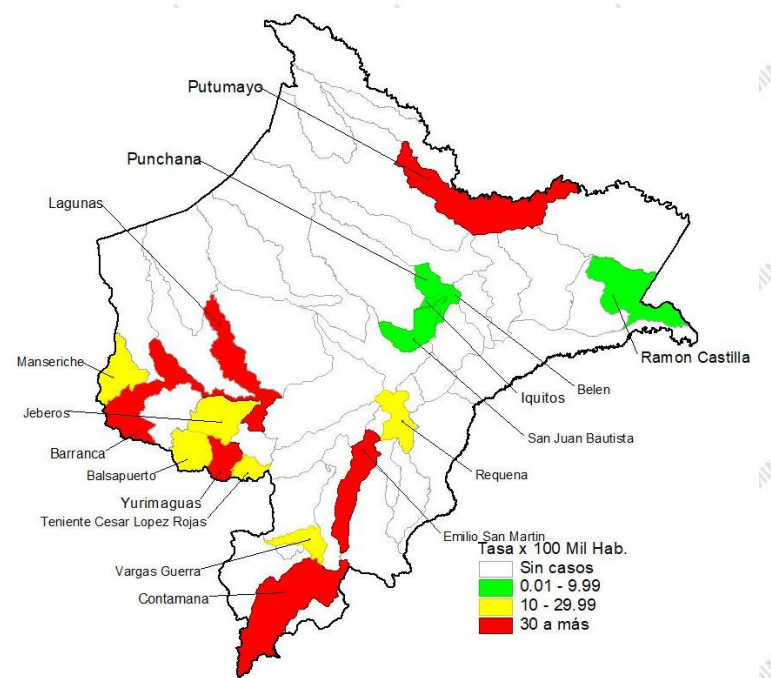 Putumayo
Punchana
Lagunas
Manseriche
Jeberos
Barranca
Balsapuerto
Yurimaguas
Teniente Cesar Lopez Rojas
Vargas Guerra
Contamana
Ramon Castilla
Belen
Iquitos
San Juan Bautista
Requena
Emilio San Martin
Tasa x 100 Mil Hab.
Sin casos
0.01 - 9.99
10 - 29.99
30 a más